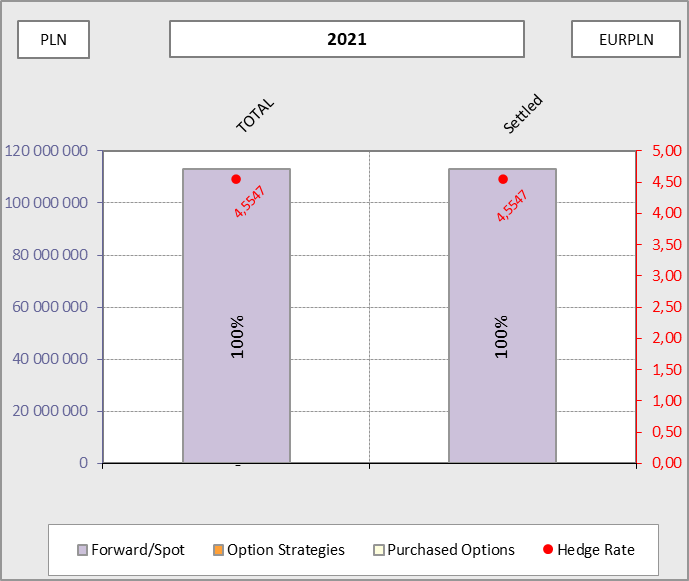 PLN
2021
EURPLN
TOTAL
Settled
120 000 000
100 000 000
80 000 000
60 000 000
40 000 000
20 000 000
0
5,00
4,50
4,00
3,50
3,00
2,50
2,00
1,50
1,00
0,50
0,00
4,5547
4,5547
100%
100%
-
Forward/Spot
Option Strategies
Purchased Options
Hedge Rate